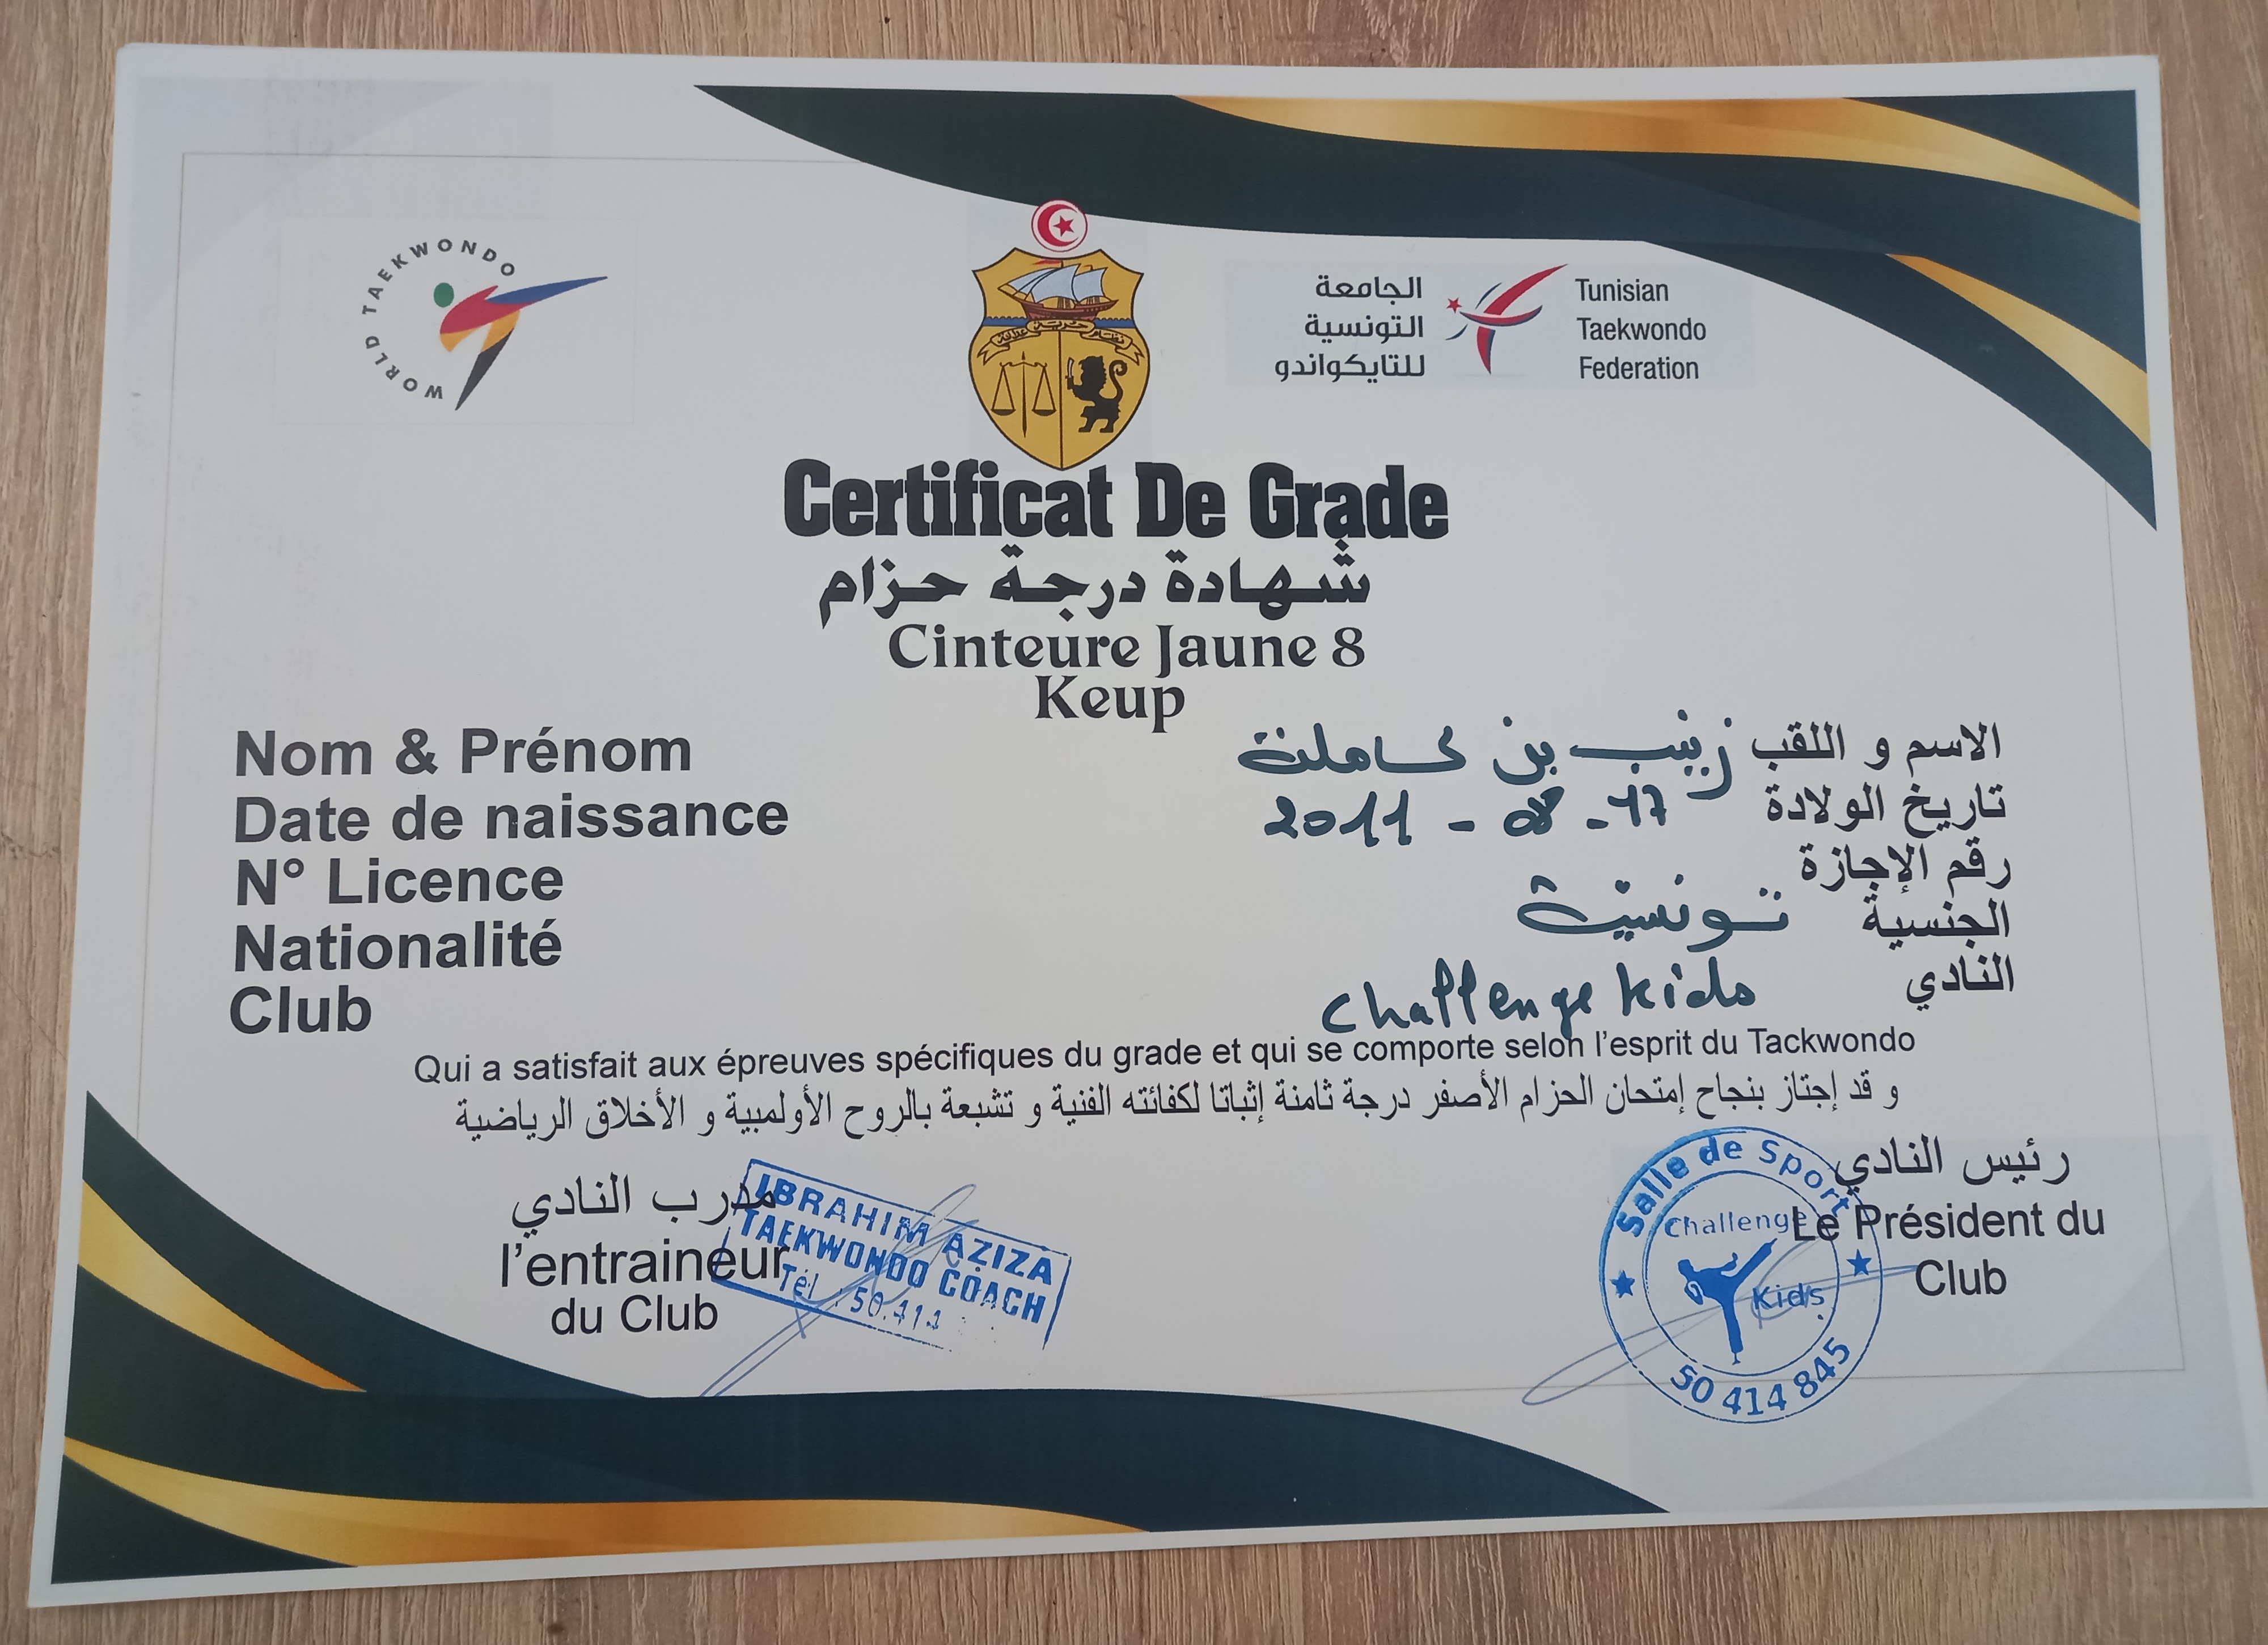 WORLD TAEKWONDO
الجامعة
التونسية
للتايكواندو
Tunisian
Taekwondo
Federation
Certificat De Grade
شهادة درجة حزام
Cinteure Jaune 8
Keup
Nom & Prénom
الاسم و اللقب زينب بن حاملة
Date de naissance
تاريخ الولادة 17 - 08 - 2011
N° Licence
رقم الإجازة
Nationalité
الجنسية تونسية
Club
النادي Challenge Kids
Qui a satisfait aux épreuves spécifiques du grade et qui se comporte selon l'esprit du Tackwondo
و قد إجتاز بنجاح إمتحان الحزام الأصفر درجة ثامنة إثباتا لكفائته الفنية و تشبعة بالروح الأولمبية و الأخلاق الرياضية
مدرب النادي
l'entraineur
du Club
IBRAHIM AZIZA
TAEKWONDO COACH
Tél : 50.414
Salle de Sport
Challenge
Kids
50 414 845
رئيس النادي
Le Président du
Club